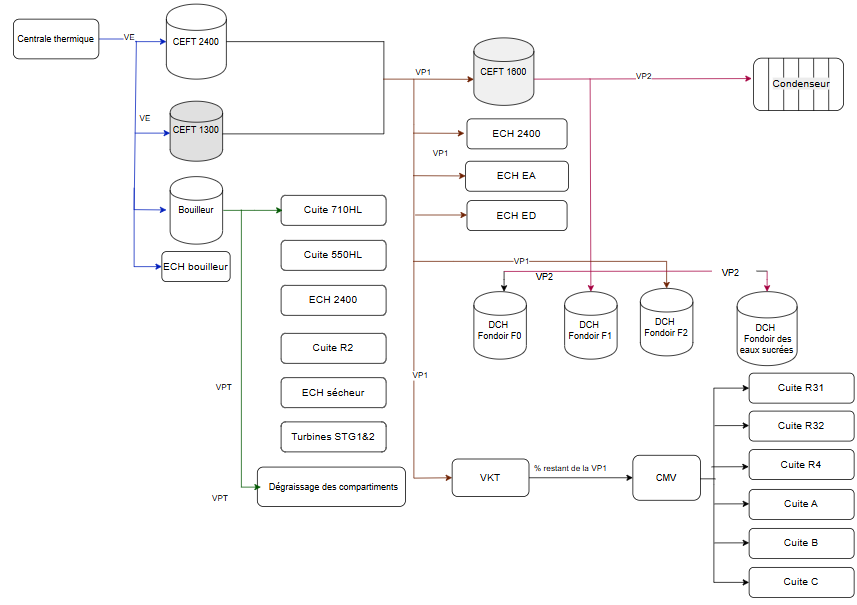 Centrale thermique
VE
CEFT 2400
VP1
CEFT 1600
VP2
Condenseur
VE
CEFT 1300
ECH 2400
VP1
ECH EA
Bouilleur
Cuite 710HL
ECH ED
Cuite 550HL
ECH bouilleur
VP1
VP2
VP2
ECH 2400
DCH
Fondoir F0
DCH
Fondoir F1
DCH
Fondoir F2
DCH
Fondoir des
eaux sucrées
Cuite R2
VP1
VPT
ECH sécheur
Cuite R31
Turbines STG1&2
Cuite R32
Dégraissage des compartiments
VPT
VKT
% restant de la VP1
CMV
Cuite R4
Cuite A
Cuite B
Cuite C